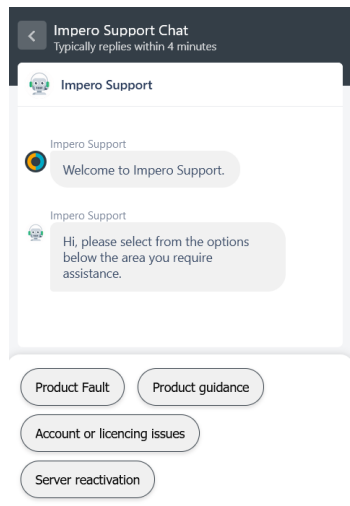 Impero Support Chat
Typically replies within 4 minutes
Impero Support
Impero Support
Welcome to Impero Support.
Impero Support
Hi, please select from the options
below the area you require
assistance.
Product Fault
Product guidance
Account or licencing issues
Server reactivation